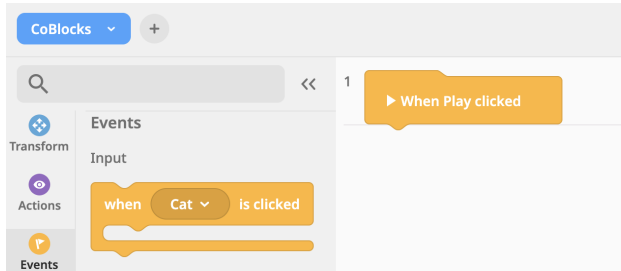 CoBlocks
1
When Play clicked
Transform
Actions
Events
Events
Input
when Cat is clicked